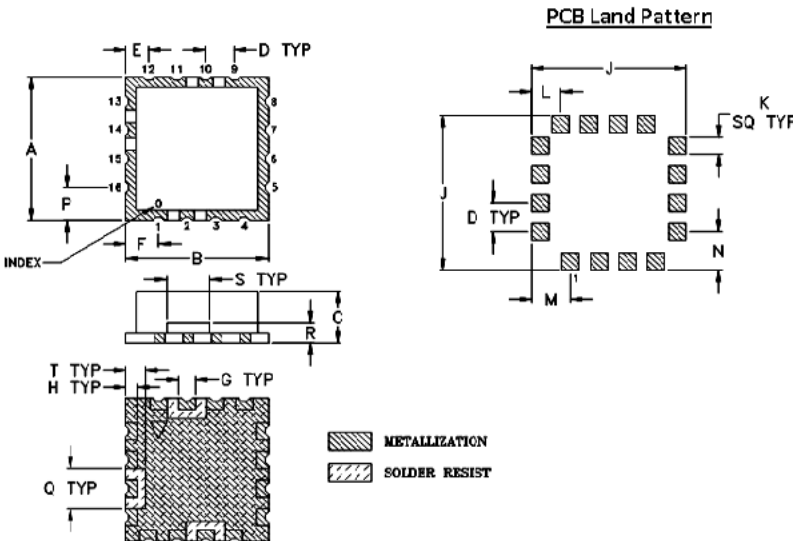 PCB Land Pattern
E
D TYP
12 11 10 9
13
14
15
16
8
7
6
5
A
P
0
1 2 3 4
F
B
INDEX
S TYP
C
R
T TYP
H TYP
G TYP
Q TYP
METALLIZATION
SOLDER RESIST
J
L
K
SQ TYP
J
D TYP
N
1
M